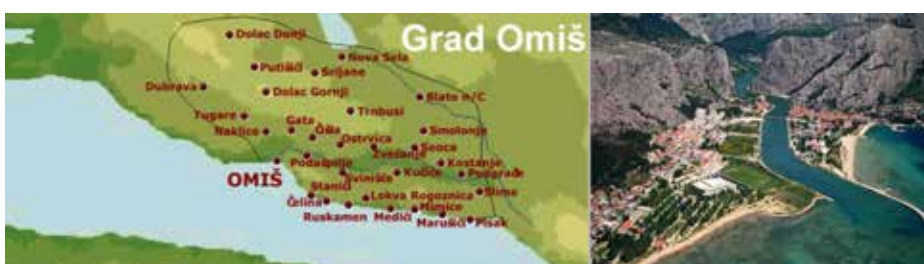 Grad Omiš
Dolac Donji
Nova Sela
Putišići
Srijane
Dubrava
Dolac Gornji
Blato n/C
Trnbusi
Tugare
Gata
Naklice
Čišla
Smolonje
Ostrvica
Zvečanje
Seoca
Podašpilje
Kostanje
OMIŠ
Svinišće
Kučiće
Podgrađe
Stanići
Slime
Čelina
Lokva Rogoznica
Ruskamen
Medići
Mimice
Marušići
Pisak